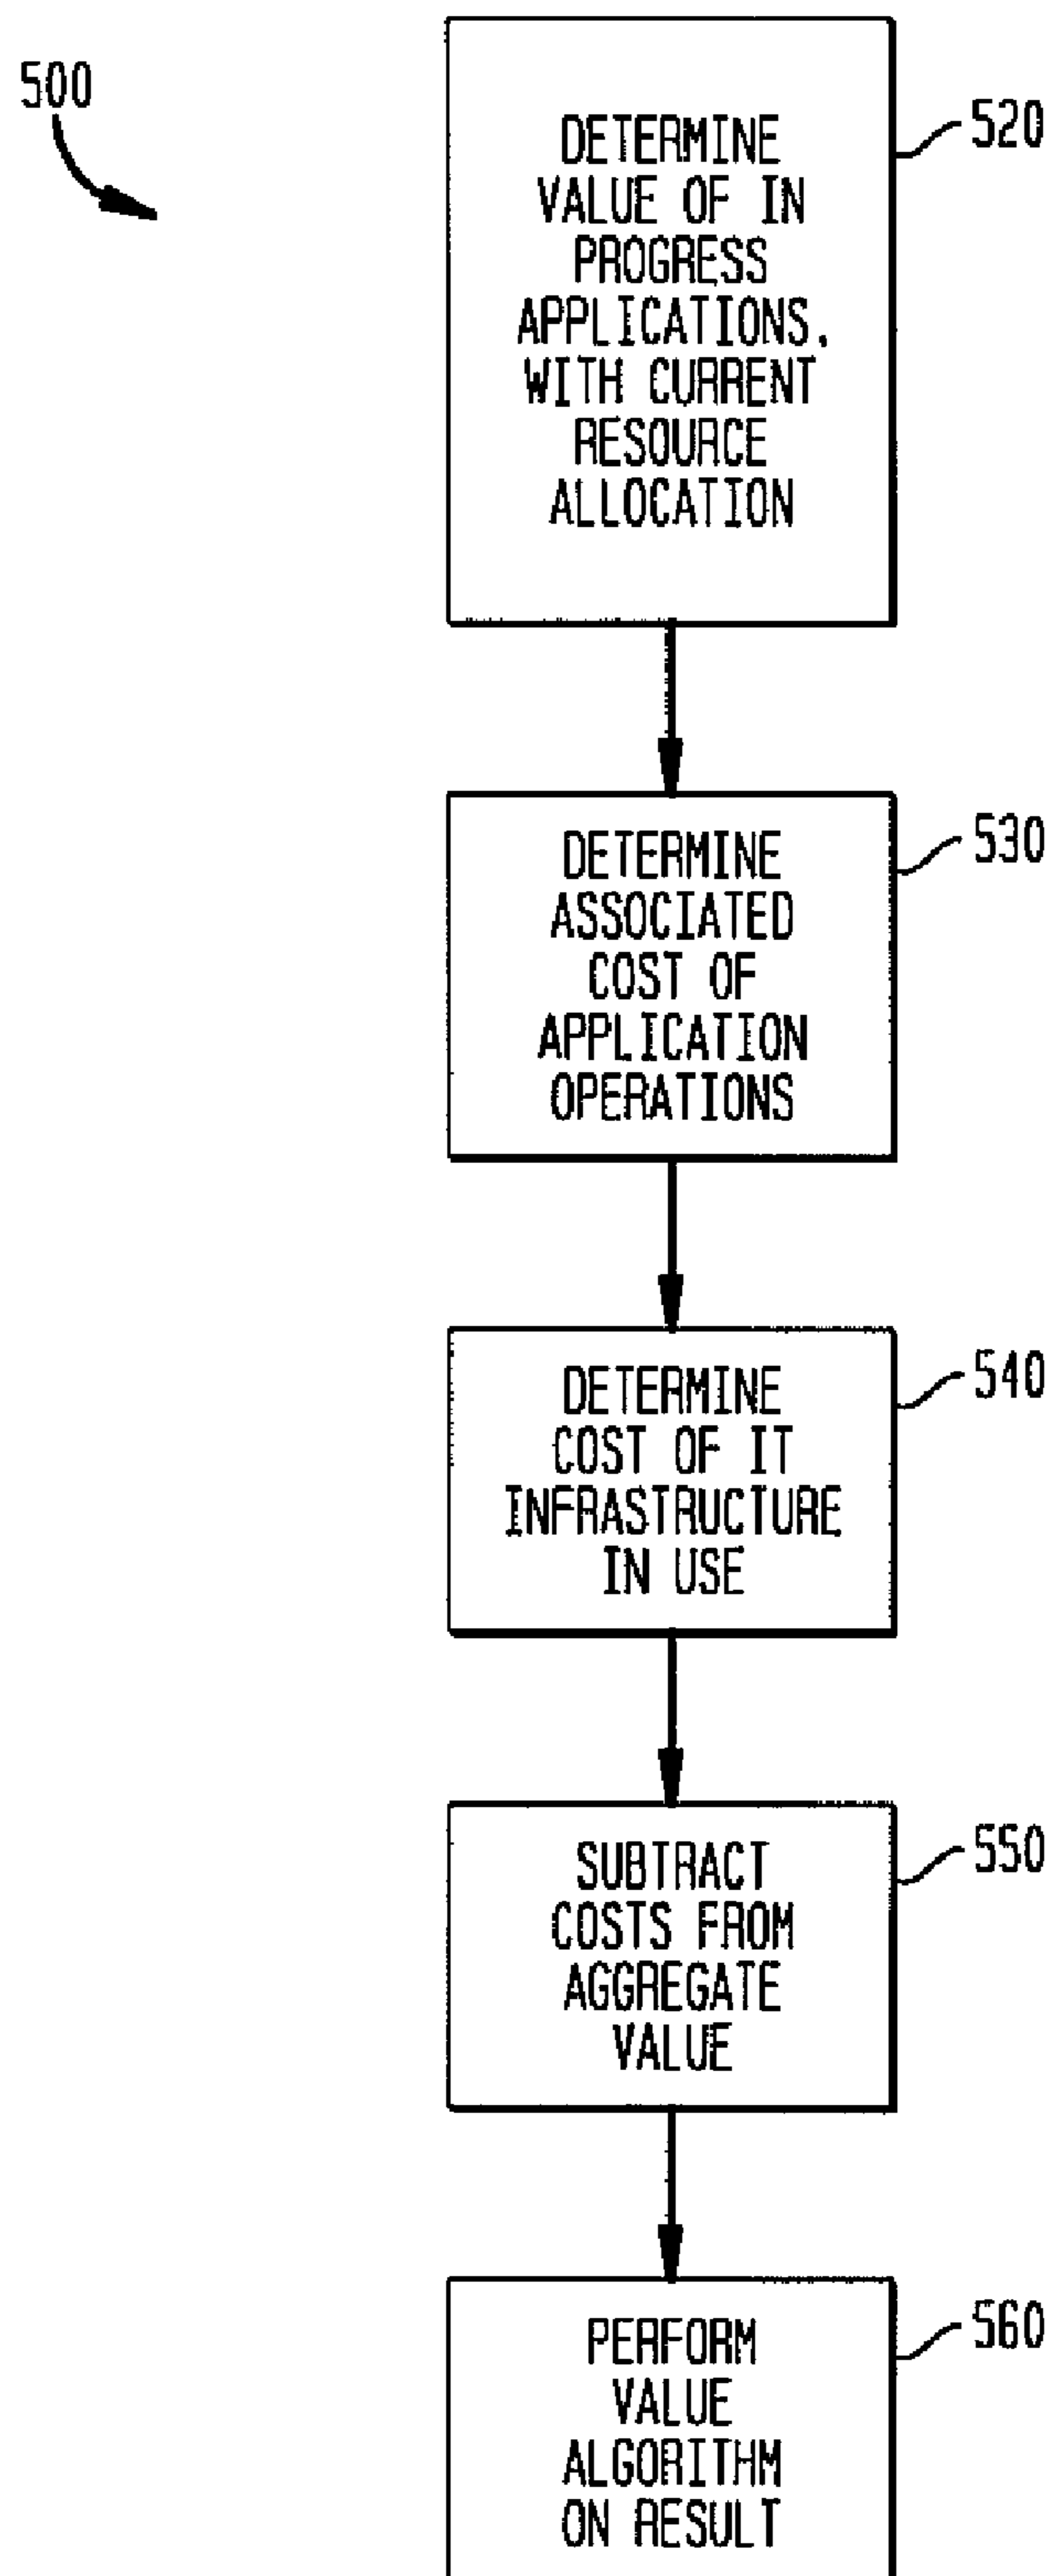 500
DETERMINE
VALUE OF IN
PROGRESS
APPLICATIONS,
WITH CURRENT
RESOURCE
ALLOCATION
520
DETERMINE
ASSOCIATED
COST OF
APPLICATION
OPERATIONS
530
DETERMINE
COST OF IT
INFRASTRUCTURE
IN USE
540
SUBTRACT
COSTS FROM
AGGREGATE
VALUE
550
PERFORM
VALUE
ALGORITHM
ON RESULT
560